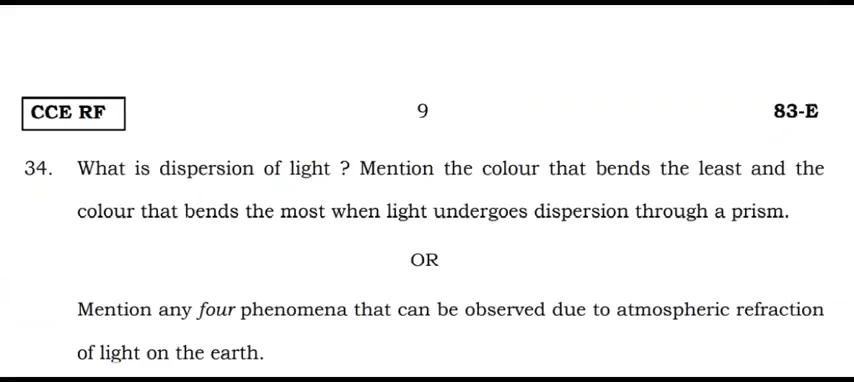 CCE RF 9 83-E
34. What is dispersion of light ? Mention the colour that bends the least and the
colour that bends the most when light undergoes dispersion through a prism.
OR
Mention any four phenomena that can be observed due to atmospheric refraction
of light on the earth.